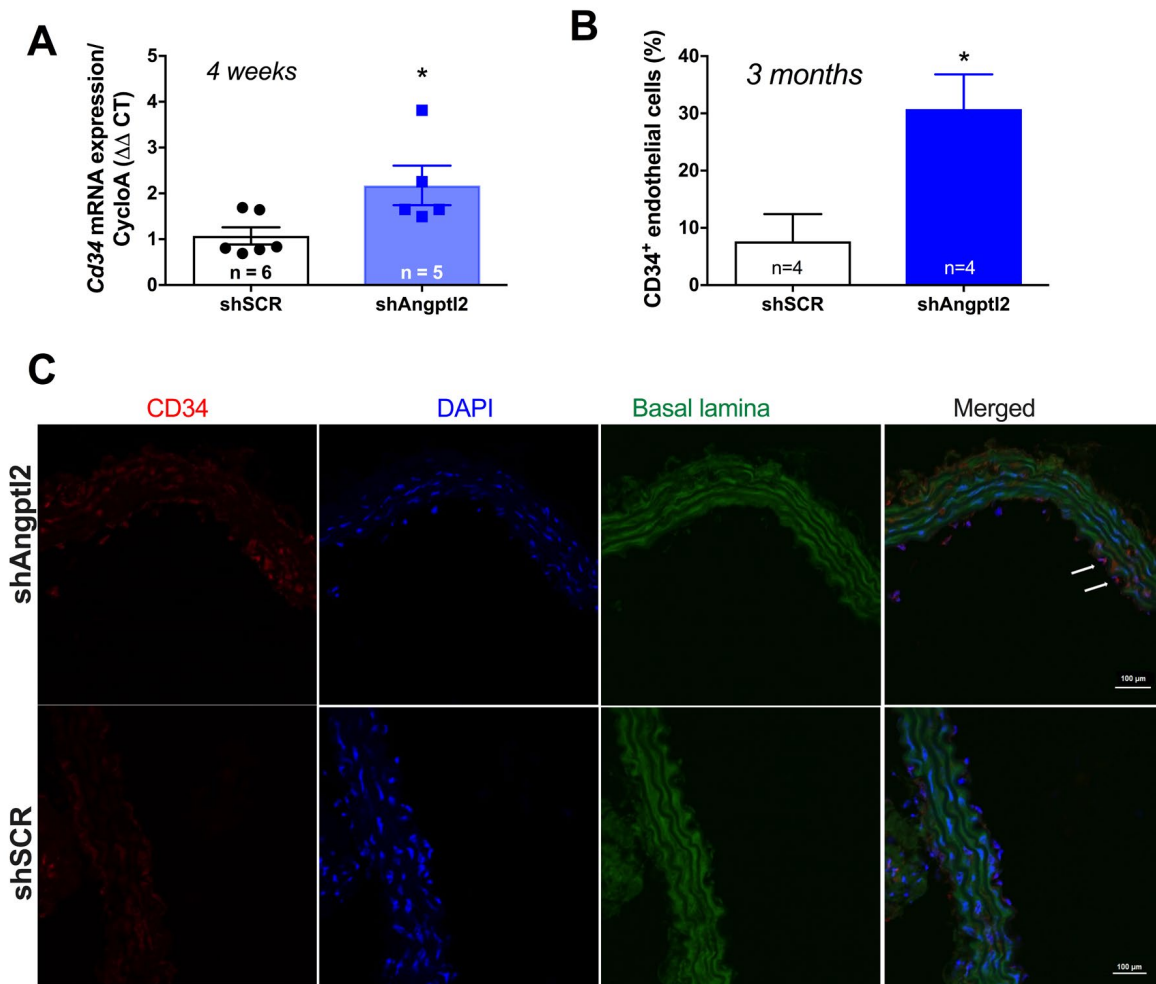 A
Cd34 mRNA expression/
CycloA (ΔΔ CT)
5
4
3
2
1
0
4 weeks
*
n = 6
n = 5
shSCR
shAngptl2
B
CD34+ endothelial cells (%)
40
30
20
10
0
3 months
*
n=4
n=4
shSCR
shAngptl2
C
CD34
DAPI
Basal lamina
Merged
shAngptl2
100 µm
shSCR
100 µm